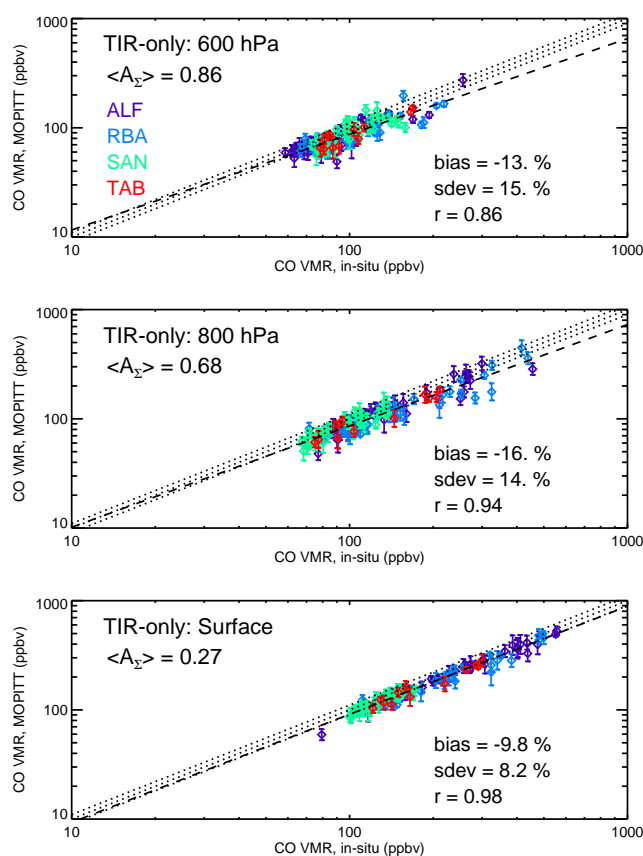 TIR-only: 600 hPa
<A_Σ> = 0.86
ALF
RBA
SAN
TAB
bias = -13. %
sdev = 15. %
r = 0.86
1000
100
10
CO VMR, MOPITT (ppbv)
10 100 1000
CO VMR, in-situ (ppbv)
TIR-only: 800 hPa
<A_Σ> = 0.68
bias = -16. %
sdev = 14. %
r = 0.94
1000
100
10
CO VMR, MOPITT (ppbv)
10 100 1000
CO VMR, in-situ (ppbv)
TIR-only: Surface
<A_Σ> = 0.27
bias = -9.8 %
sdev = 8.2 %
r = 0.98
1000
100
10
CO VMR, MOPITT (ppbv)
10 100 1000
CO VMR, in-situ (ppbv)